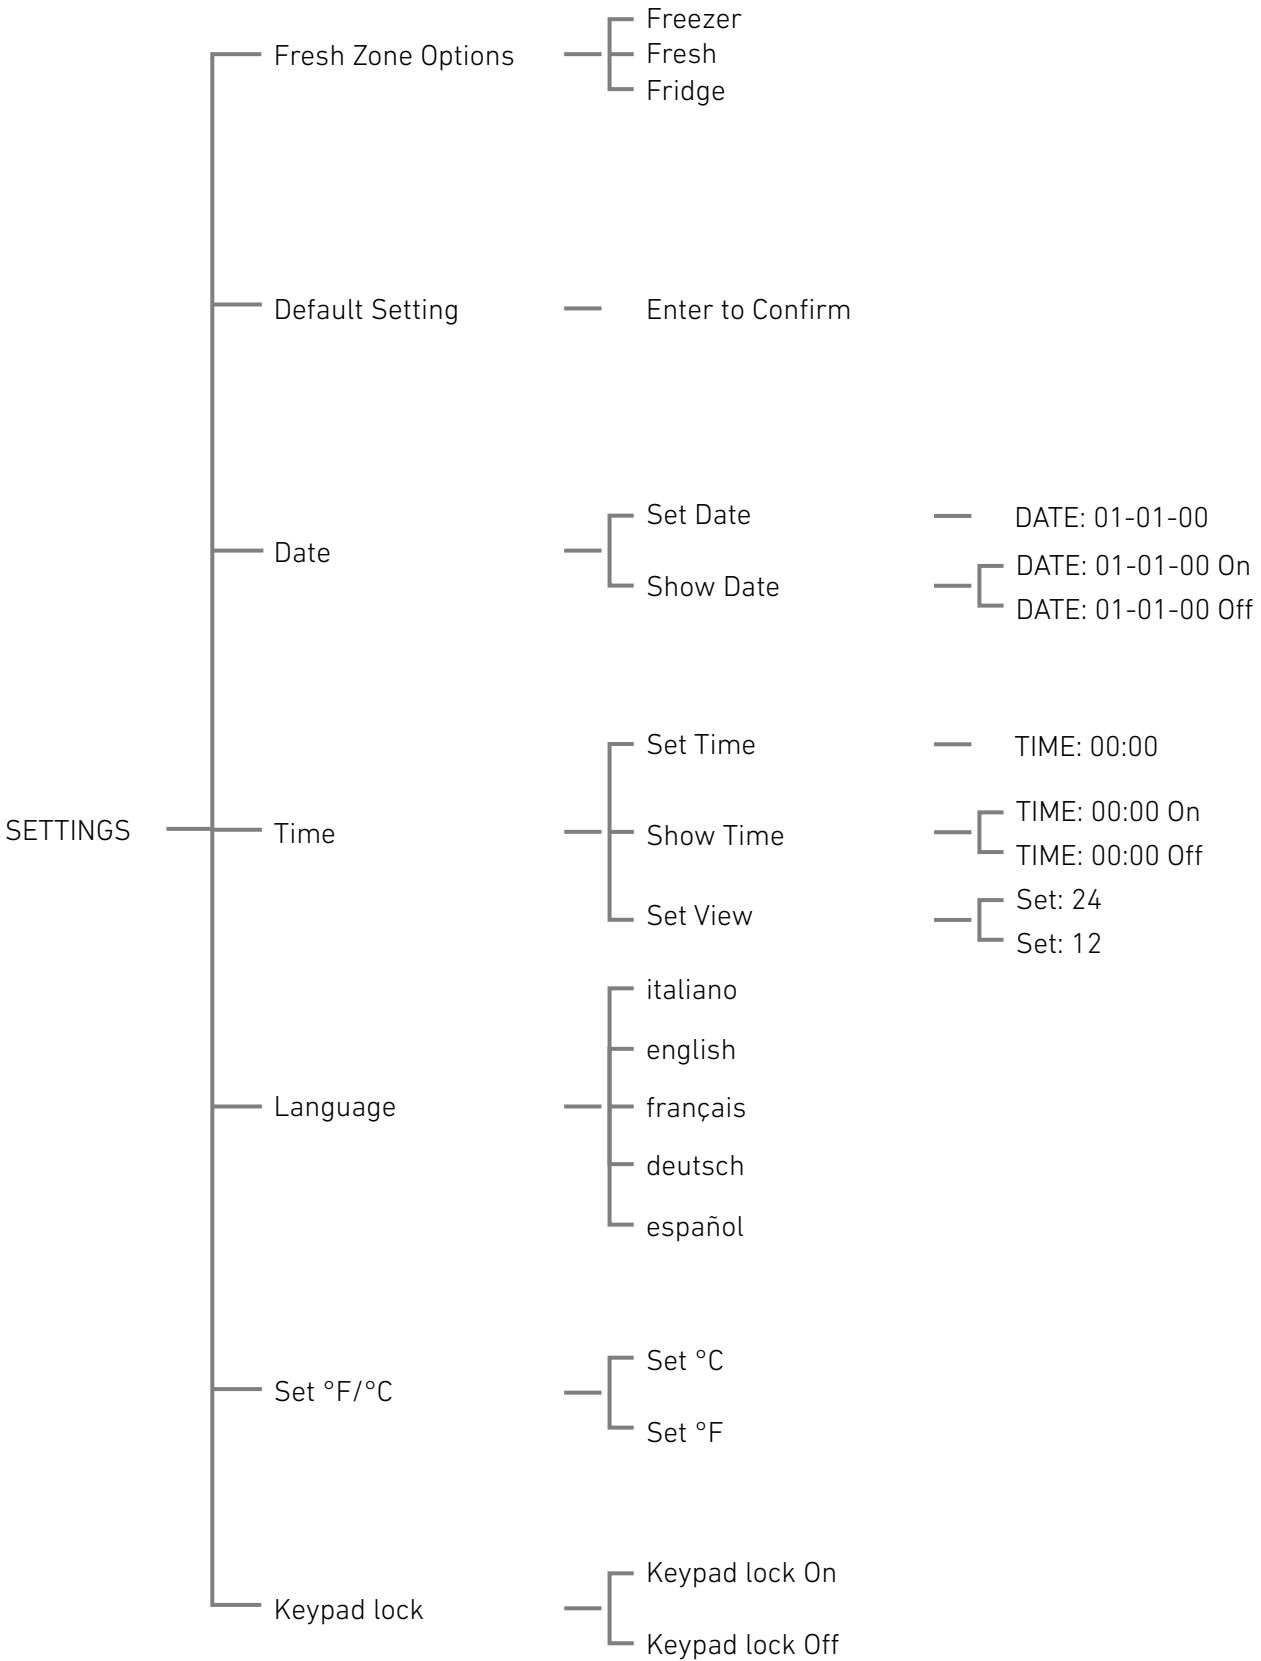 SETTINGS
Fresh Zone Options
Freezer
Fresh
Fridge
Default Setting
Enter to Confirm
Date
Set Date
DATE: 01-01-00
Show Date
DATE: 01-01-00 On
DATE: 01-01-00 Off
Time
Set Time
TIME: 00:00
Show Time
TIME: 00:00 On
TIME: 00:00 Off
Set View
Set: 24
Set: 12
Language
italiano
english
français
deutsch
español
Set °F/°C
Set °C
Set °F
Keypad lock
Keypad lock On
Keypad lock Off